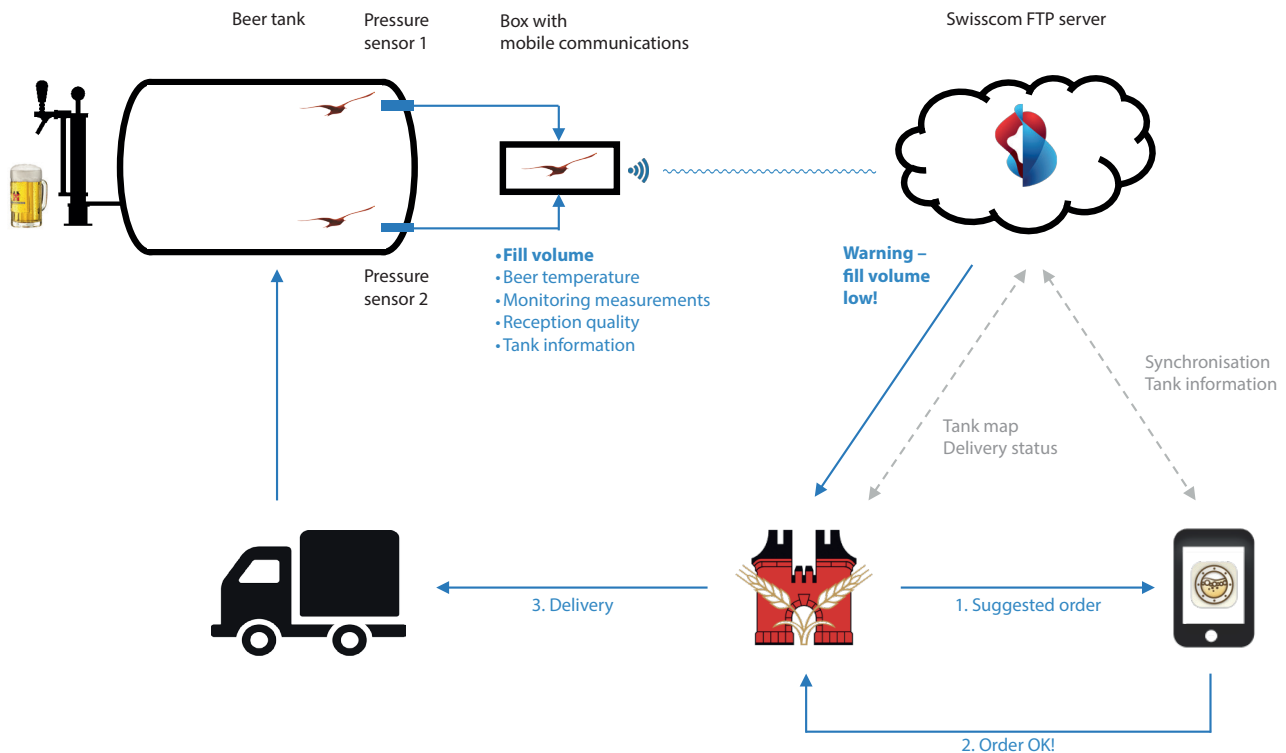 Beer tank
Pressure
sensor 1
Box with
mobile communications
Swisscom FTP server
Pressure
sensor 2
• Fill volume
• Beer temperature
• Monitoring measurements
• Reception quality
• Tank information
Warning –
fill volume
low!
Synchronisation
Tank information
Tank map
Delivery status
3. Delivery
1. Suggested order
2. Order OK!